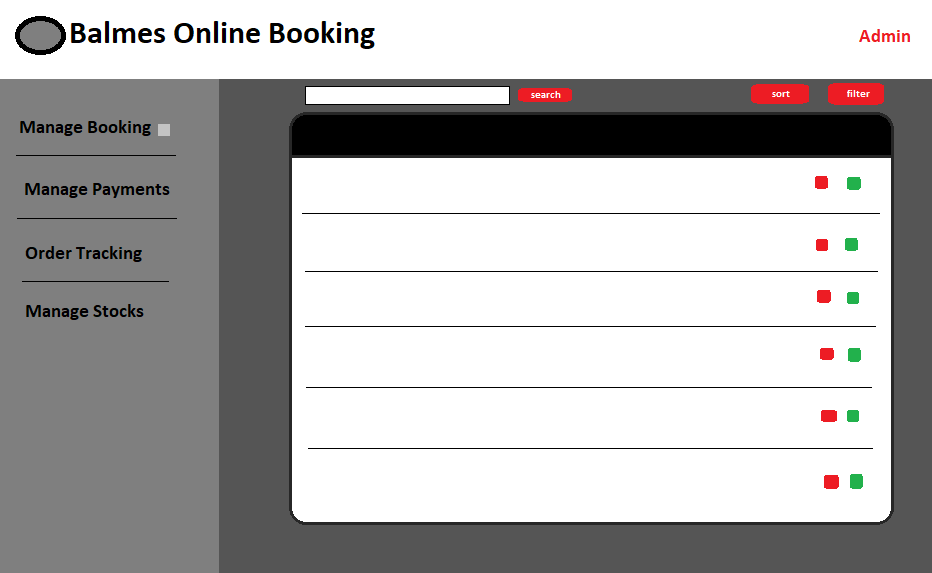 Balmes Online Booking
Admin
search
sort
filter
Manage Booking
Manage Payments
Order Tracking
Manage Stocks